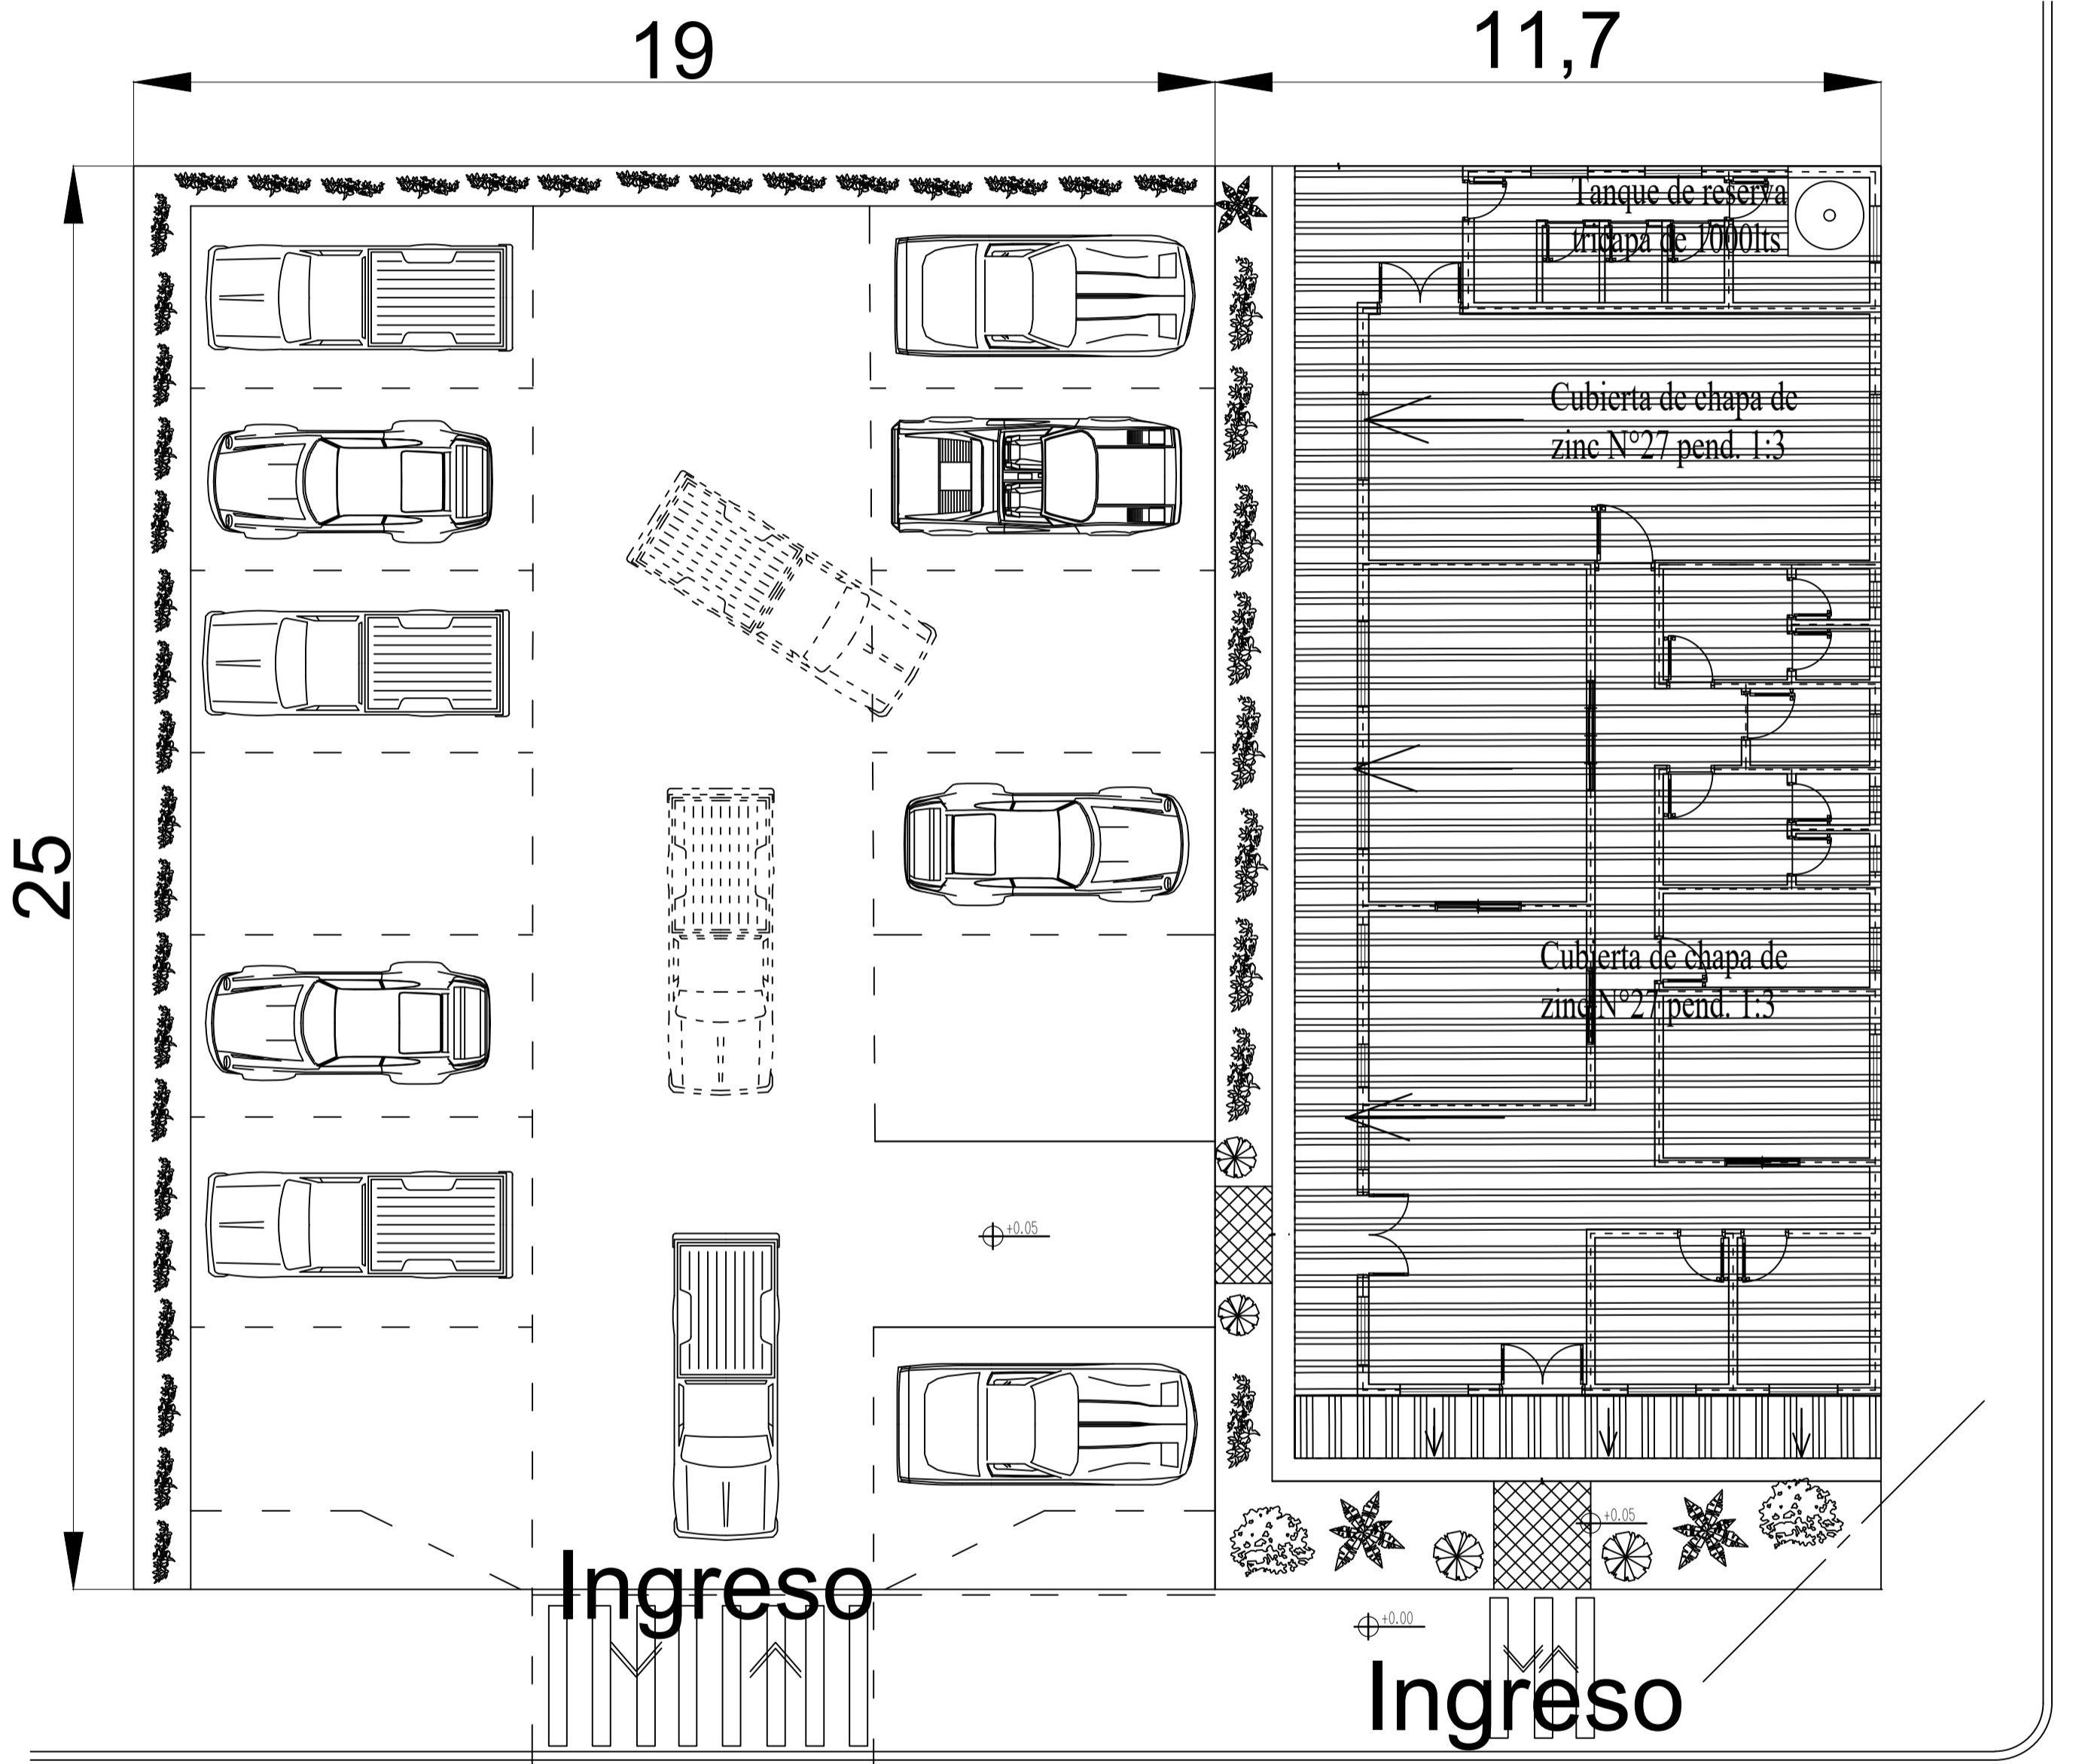 19
11,7
25
Tanque de reserva
tricapa de 1000lts
Cubierta de chapa de
zinc N°27 pend. 1:3
Cubierta de chapa de
zinc N°27 pend. 1:3
+0.05
+0.05
Ingreso
+0.00
Ingreso